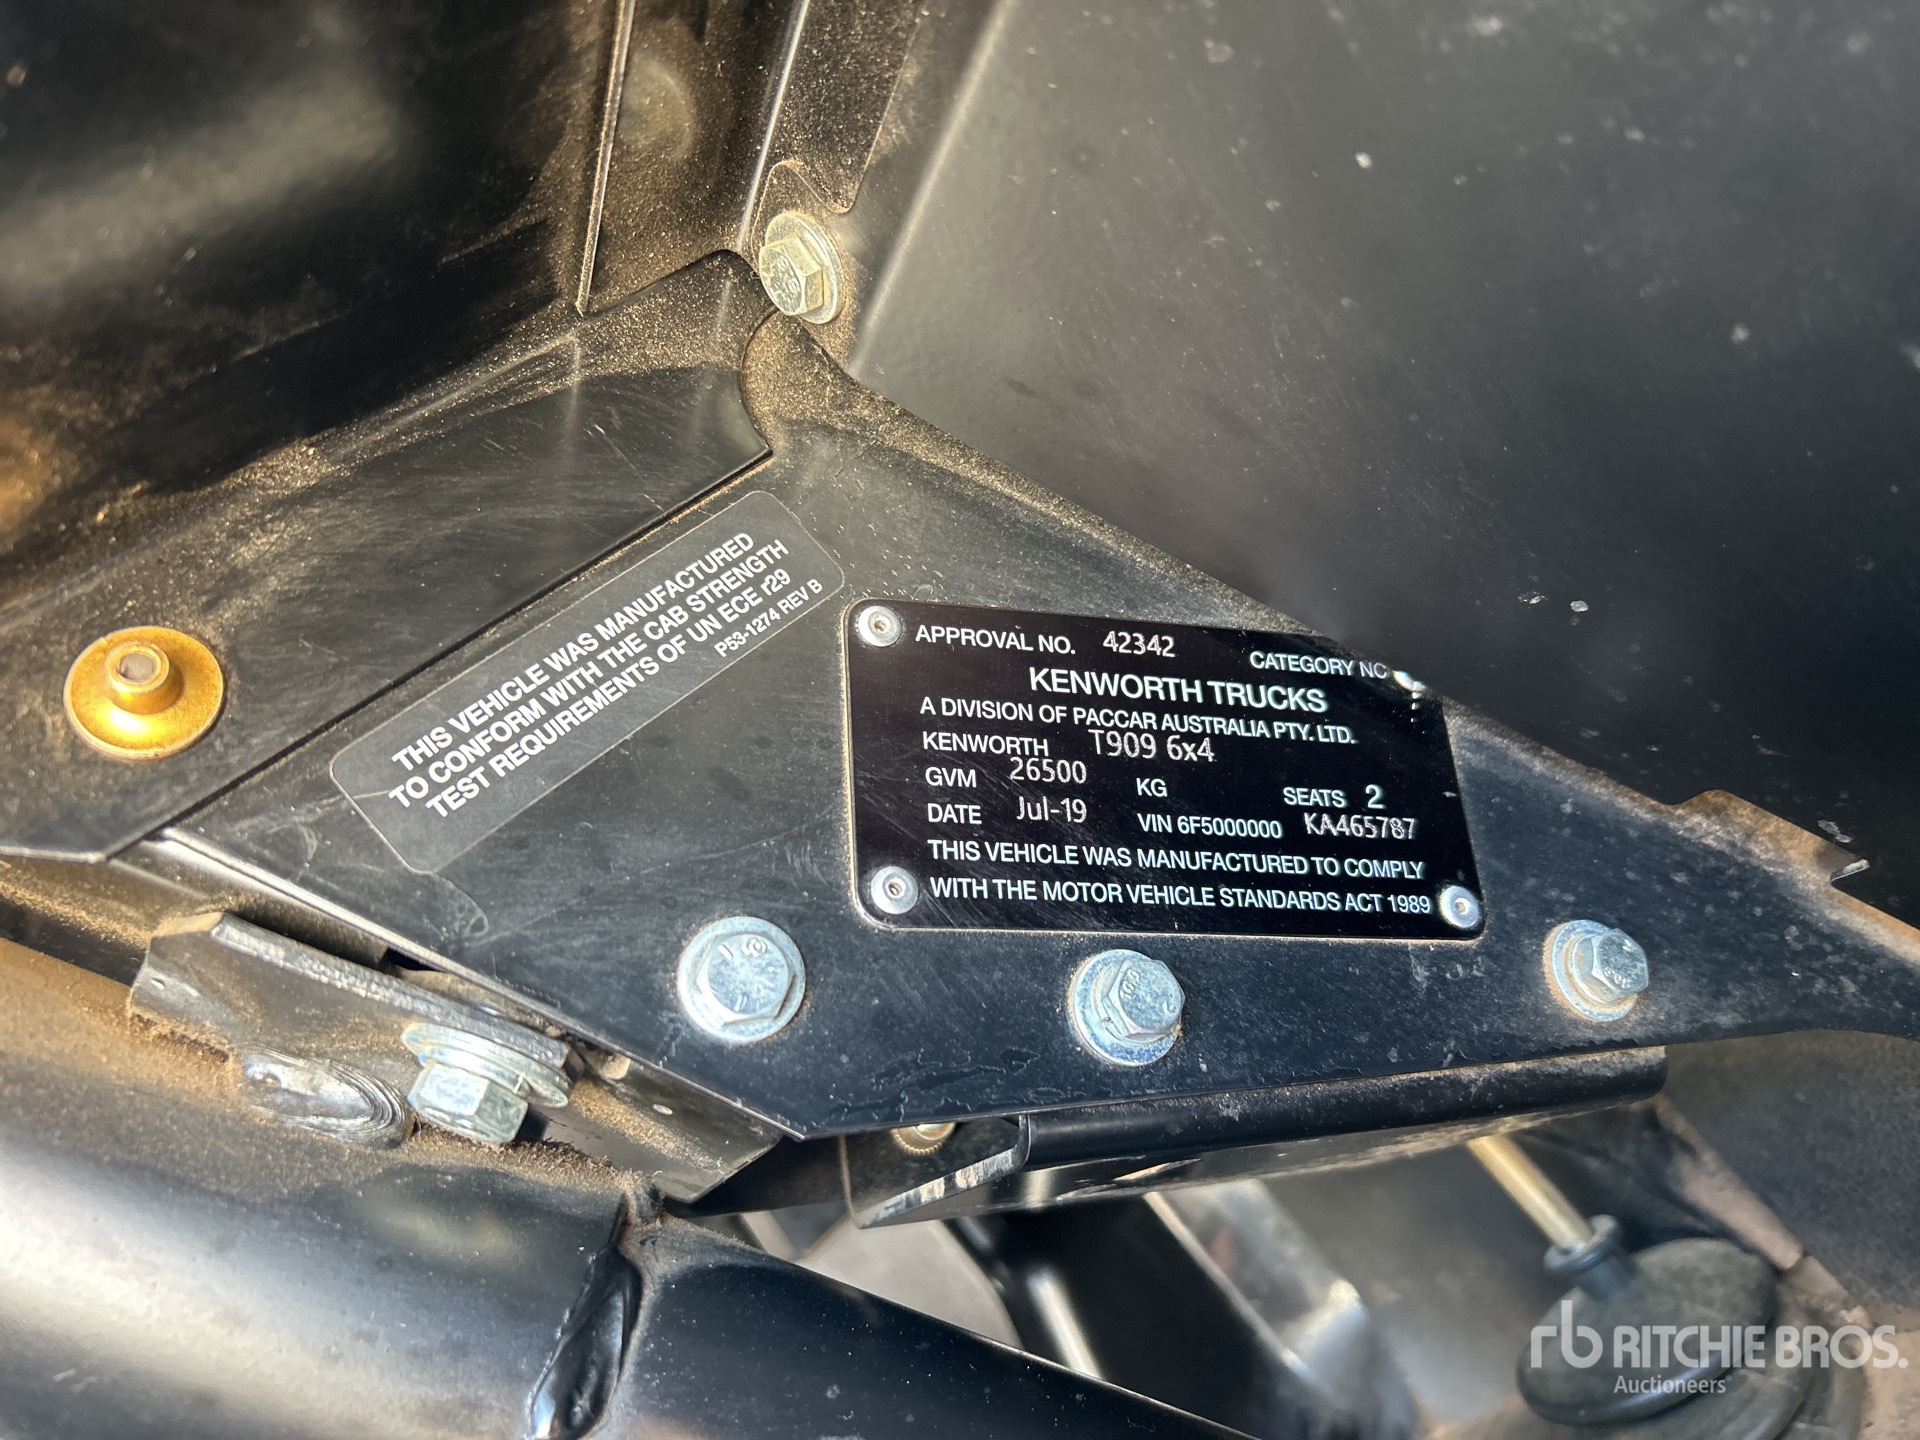 THIS VEHICLE WAS MANUFACTURED
TO CONFORM WITH THE CAB STRENGTH
TEST REQUIREMENTS OF UN ECE r29
P53-1274 REV B
APPROVAL NO. 42342 CATEGORY NC
KENWORTH TRUCKS
A DIVISION OF PACCAR AUSTRALIA PTY. LTD.
KENWORTH T909 6x4
GVM 26500 KG SEATS 2
DATE Jul-19 VIN 6F5000000 KA465787
THIS VEHICLE WAS MANUFACTURED TO COMPLY
WITH THE MOTOR VEHICLE STANDARDS ACT 1989
rb RITCHIE BROS.
Auctioneers